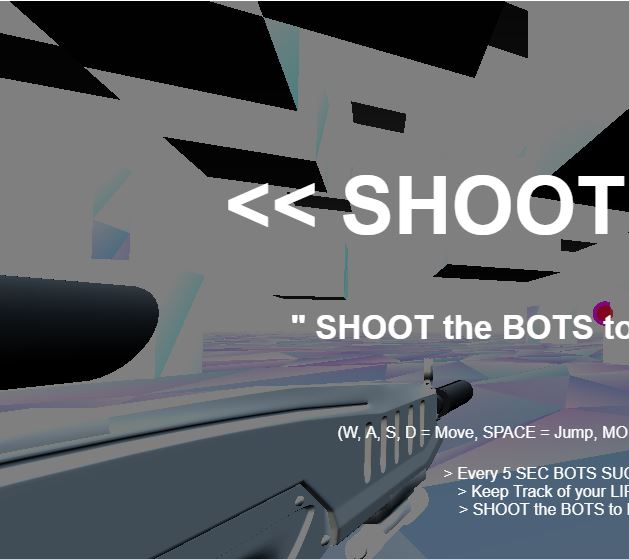 << SHOOT
" SHOOT the BOTS to
(W, A, S, D = Move, SPACE = Jump, MO
> Every 5 SEC BOTS SUC
> Keep Track of your LIF
> SHOOT the BOTS to